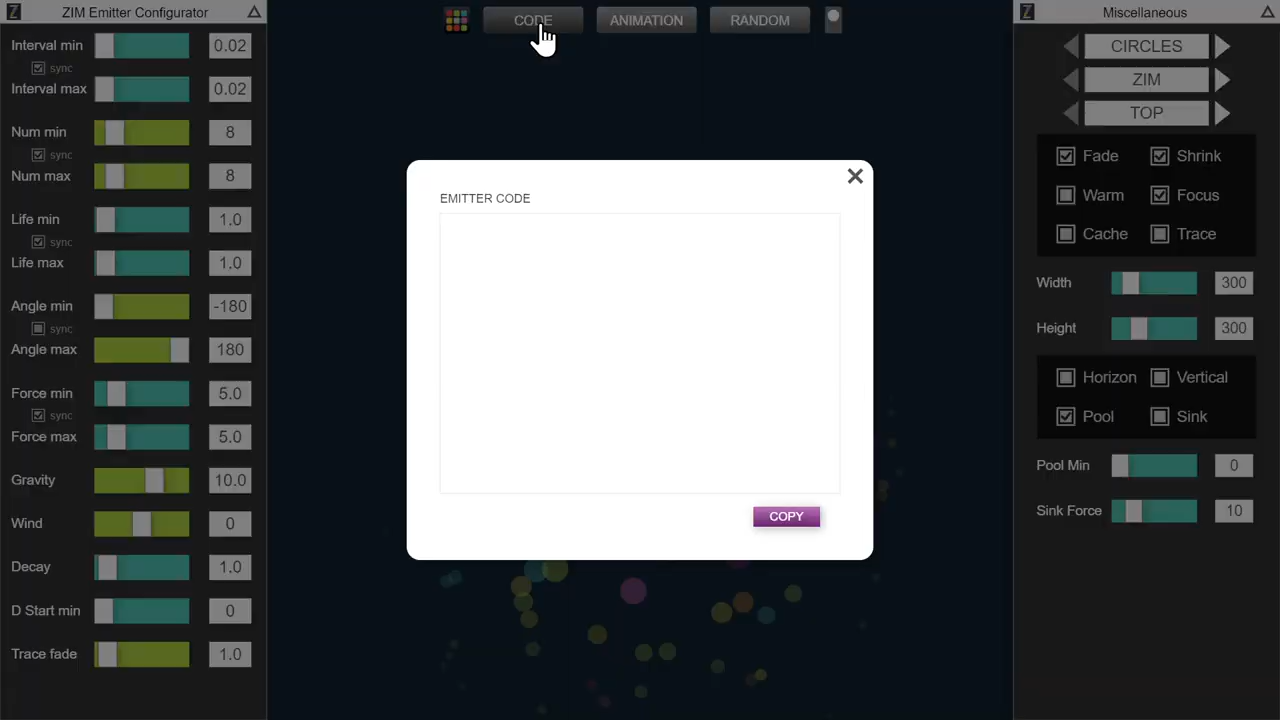 ZIM Emitter Configurator
Interval min 0.02
sync
Interval max 0.02
Num min 8
sync
Num max 8
Life min 1.0
sync
Life max 1.0
Angle min -180
sync
Angle max 180
Force min 5.0
sync
Force max 5.0
Gravity 10.0
Wind 0
Decay 1.0
D Start min 0
Trace fade 1.0
CODE ANIMATION RANDOM
EMITTER CODE
COPY
Miscellaneous
CIRCLES
ZIM
TOP
Fade Shrink
Warm Focus
Cache Trace
Width 300
Height 300
Horizon Vertical
Pool Sink
Pool Min 0
Sink Force 10